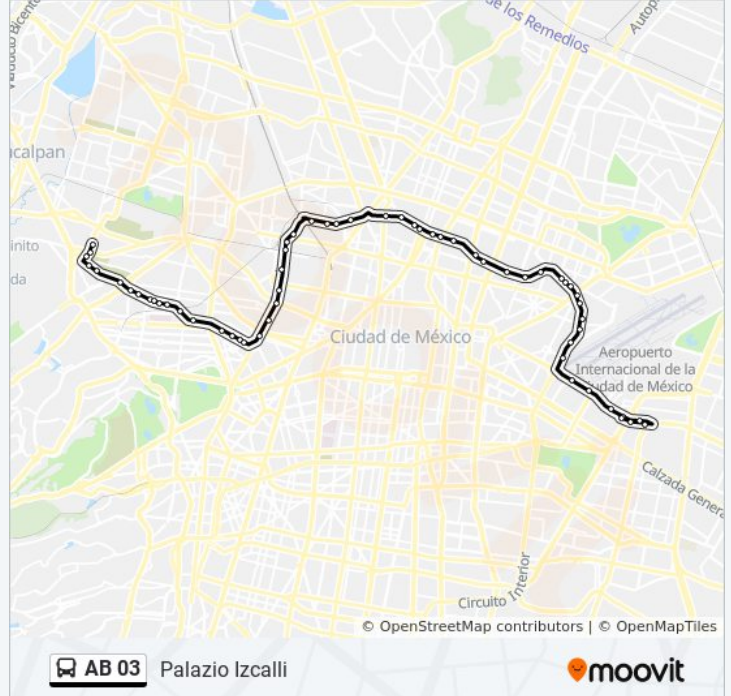 de los Remedios
Autop
Viaducto Bicente
ucalpan
inito
da
Ciudad de México
Aeropuerto
Internacional de la
Ciudad de México
Calzada Genera
Circuito Interior
© OpenStreetMap contributors | © OpenMapTiles
AB 03 Palazio Izcalli
moovit